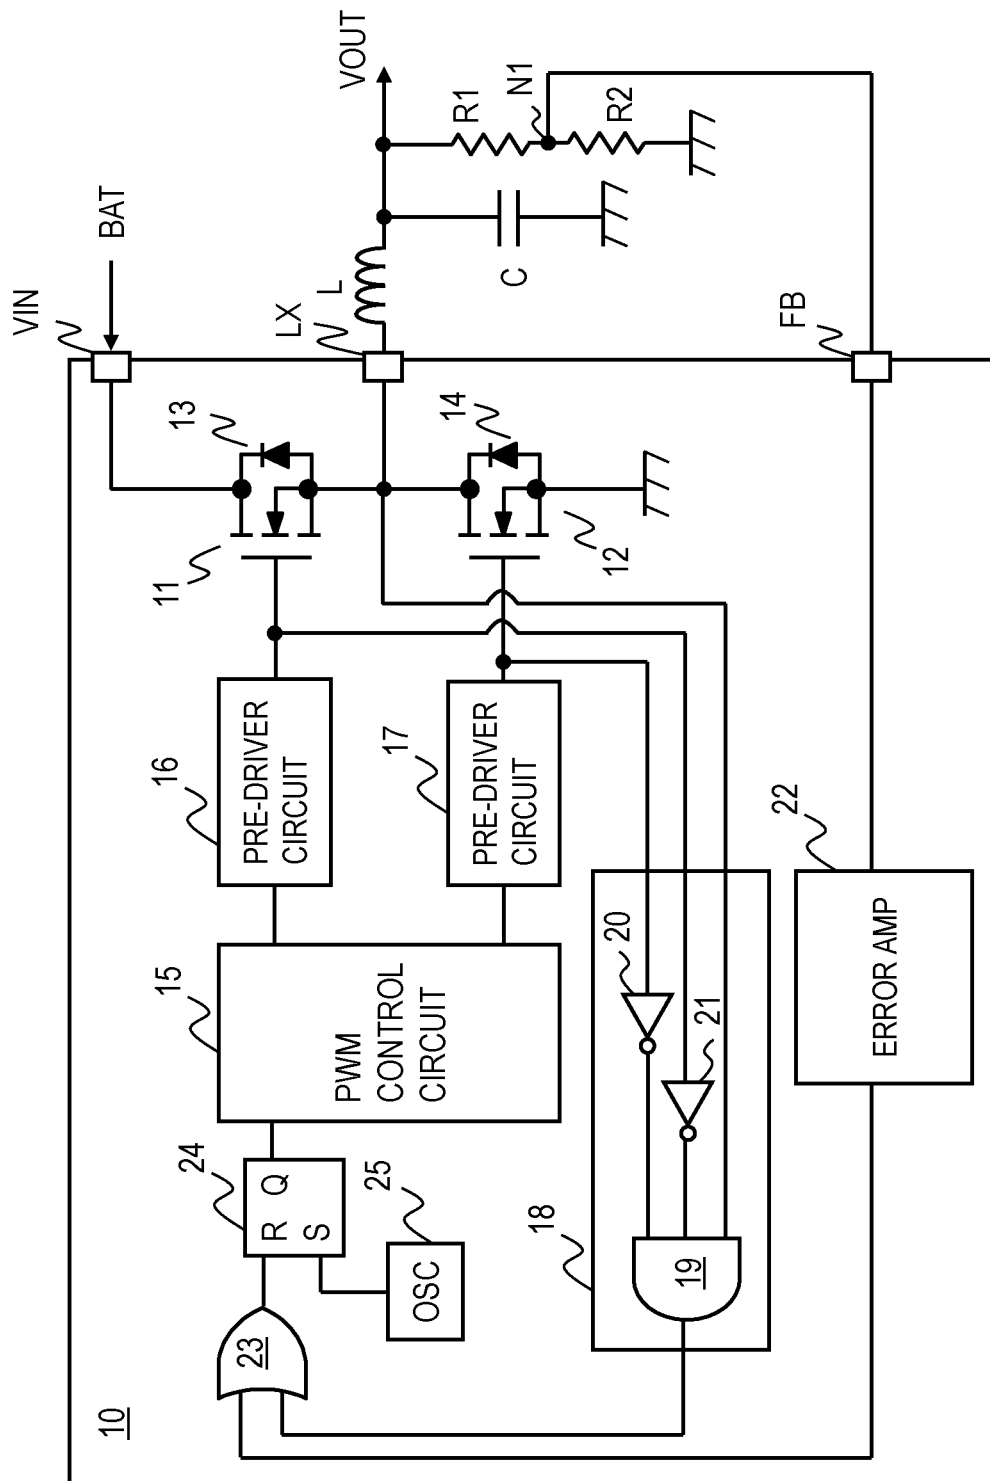 10
VIN
BAT
LX
L
VOUT
R1
N1
R2
C
FB
11
13
12
14
16
PRE-DRIVER
CIRCUIT
17
PRE-DRIVER
CIRCUIT
15
PWM
CONTROL
CIRCUIT
24
R Q
S
25
OSC
23
18
19
20
21
22
ERROR AMP